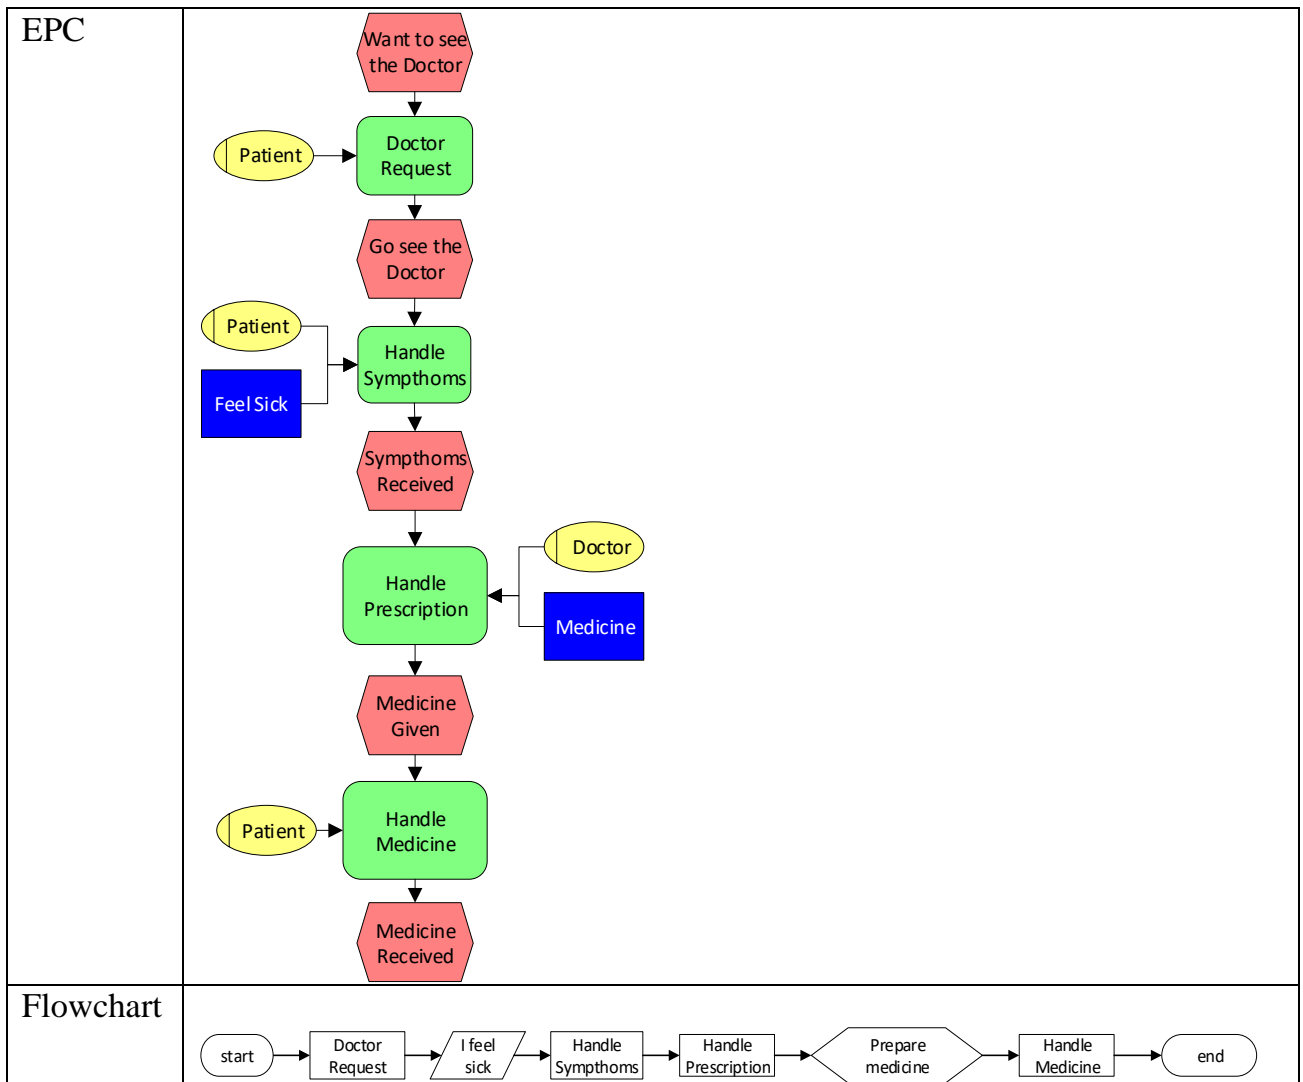 EPC
Want to see
the Doctor
Patient
Doctor
Request
Go see the
Doctor
Patient
Feel Sick
Handle
Sympthoms
Sympthoms
Received
Doctor
Handle
Prescription
Medicine
Medicine
Given
Patient
Handle
Medicine
Medicine
Received
Flowchart
start
Doctor
Request
I feel
sick
Handle
Sympthoms
Handle
Prescription
Prepare
medicine
Handle
Medicine
end